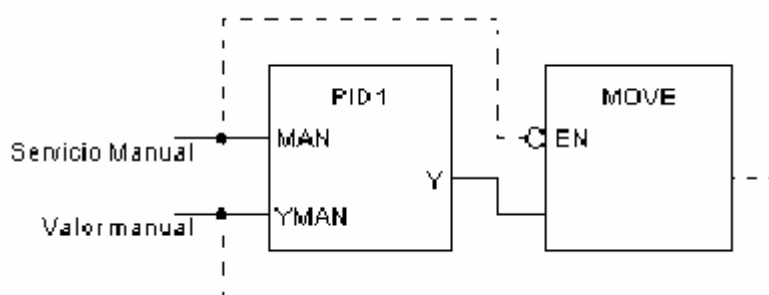 PID1
MOVE
Servicio Manual
MAN
EN
Y
Valor manual
YMAN